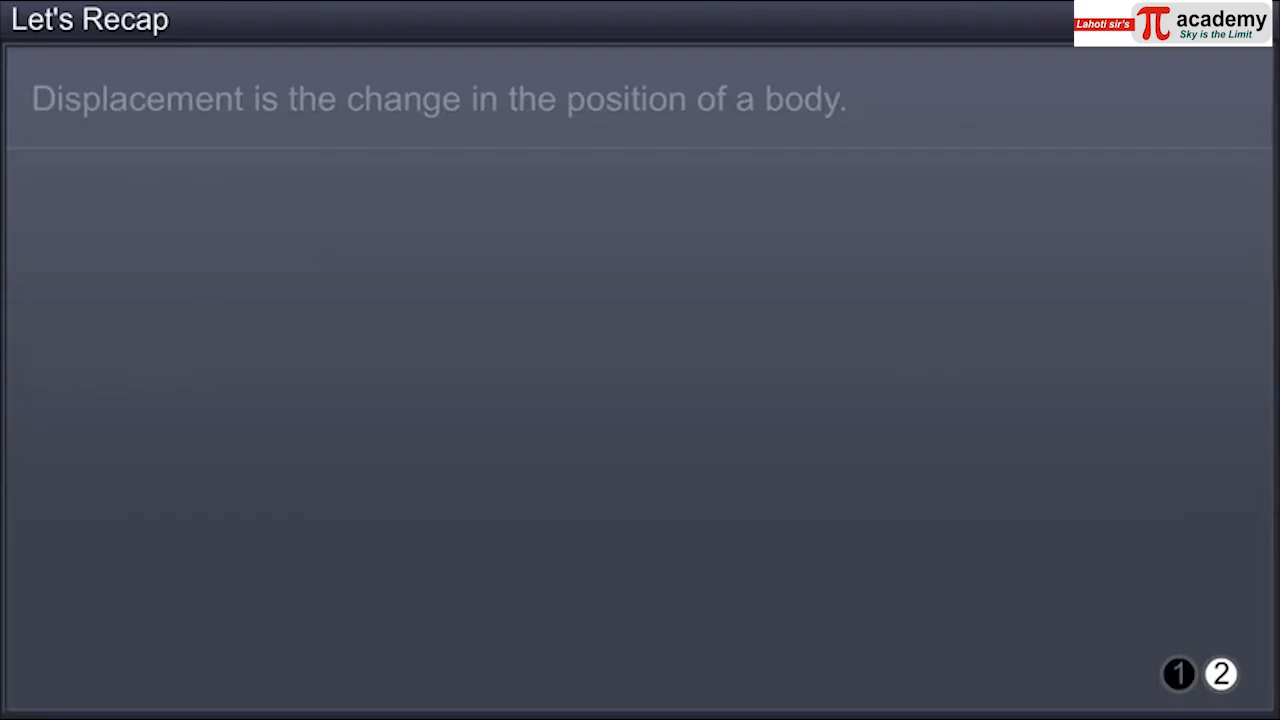 Let's Recap
Lahoti sir's
π academy
Sky is the Limit
Displacement is the change in the position of a body.
1 2